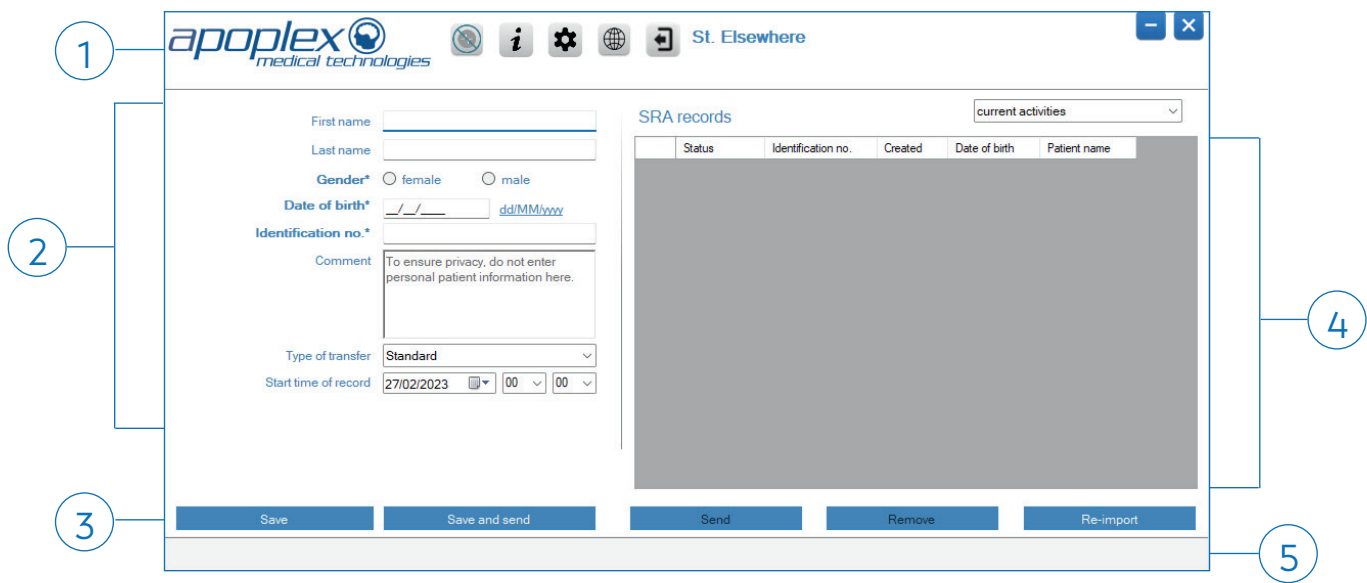 1
apoplex
medical technologies
i
St. Elsewhere
2
First name
Last name
Gender* female male
Date of birth* __/__/____ dd/MM/yyyy
Identification no.*
Comment
To ensure privacy, do not enter
personal patient information here.
Type of transfer Standard
Start time of record 27/02/2023 00 00
SRA records current activities
Status Identification no. Created Date of birth Patient name
4
3
Save Save and send Send Remove Re-import
5